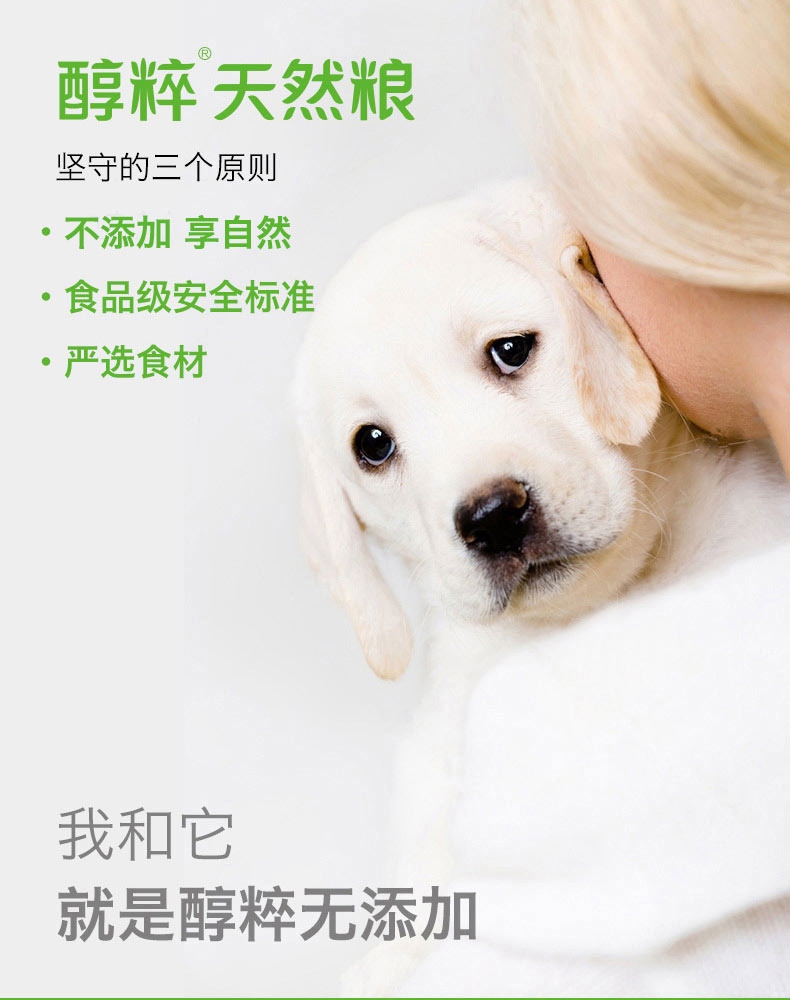 醇粹®天然粮
坚守的三个原则
· 不添加 享自然
· 食品级安全标准
· 严选食材
我和它
就是醇粹无添加